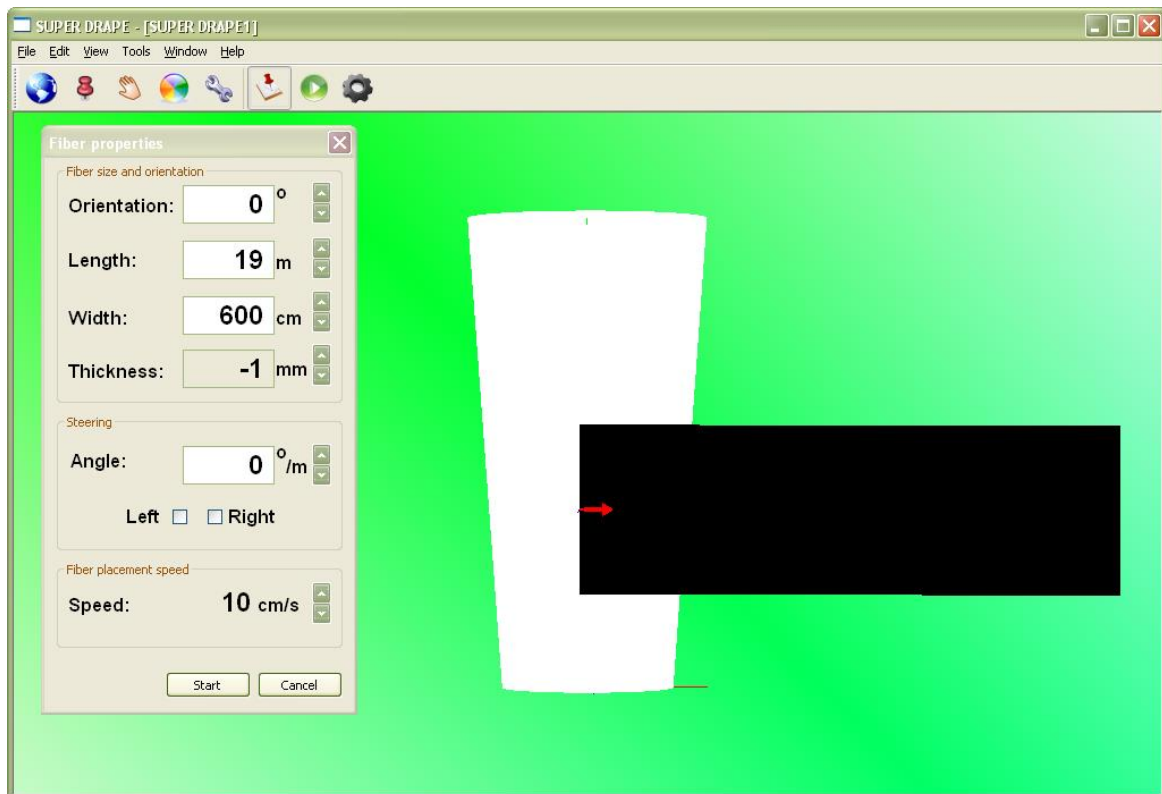 SUPER DRAPE - [SUPER DRAPE1]
File Edit View Tools Window Help
Fiber properties
Fiber size and orientation
Orientation: 0 º
Length: 19 m
Width: 600 cm
Thickness: -1 mm
Steering
Angle: 0 º/m
Left Right
Fiber placement speed
Speed: 10 cm/s
Start Cancel